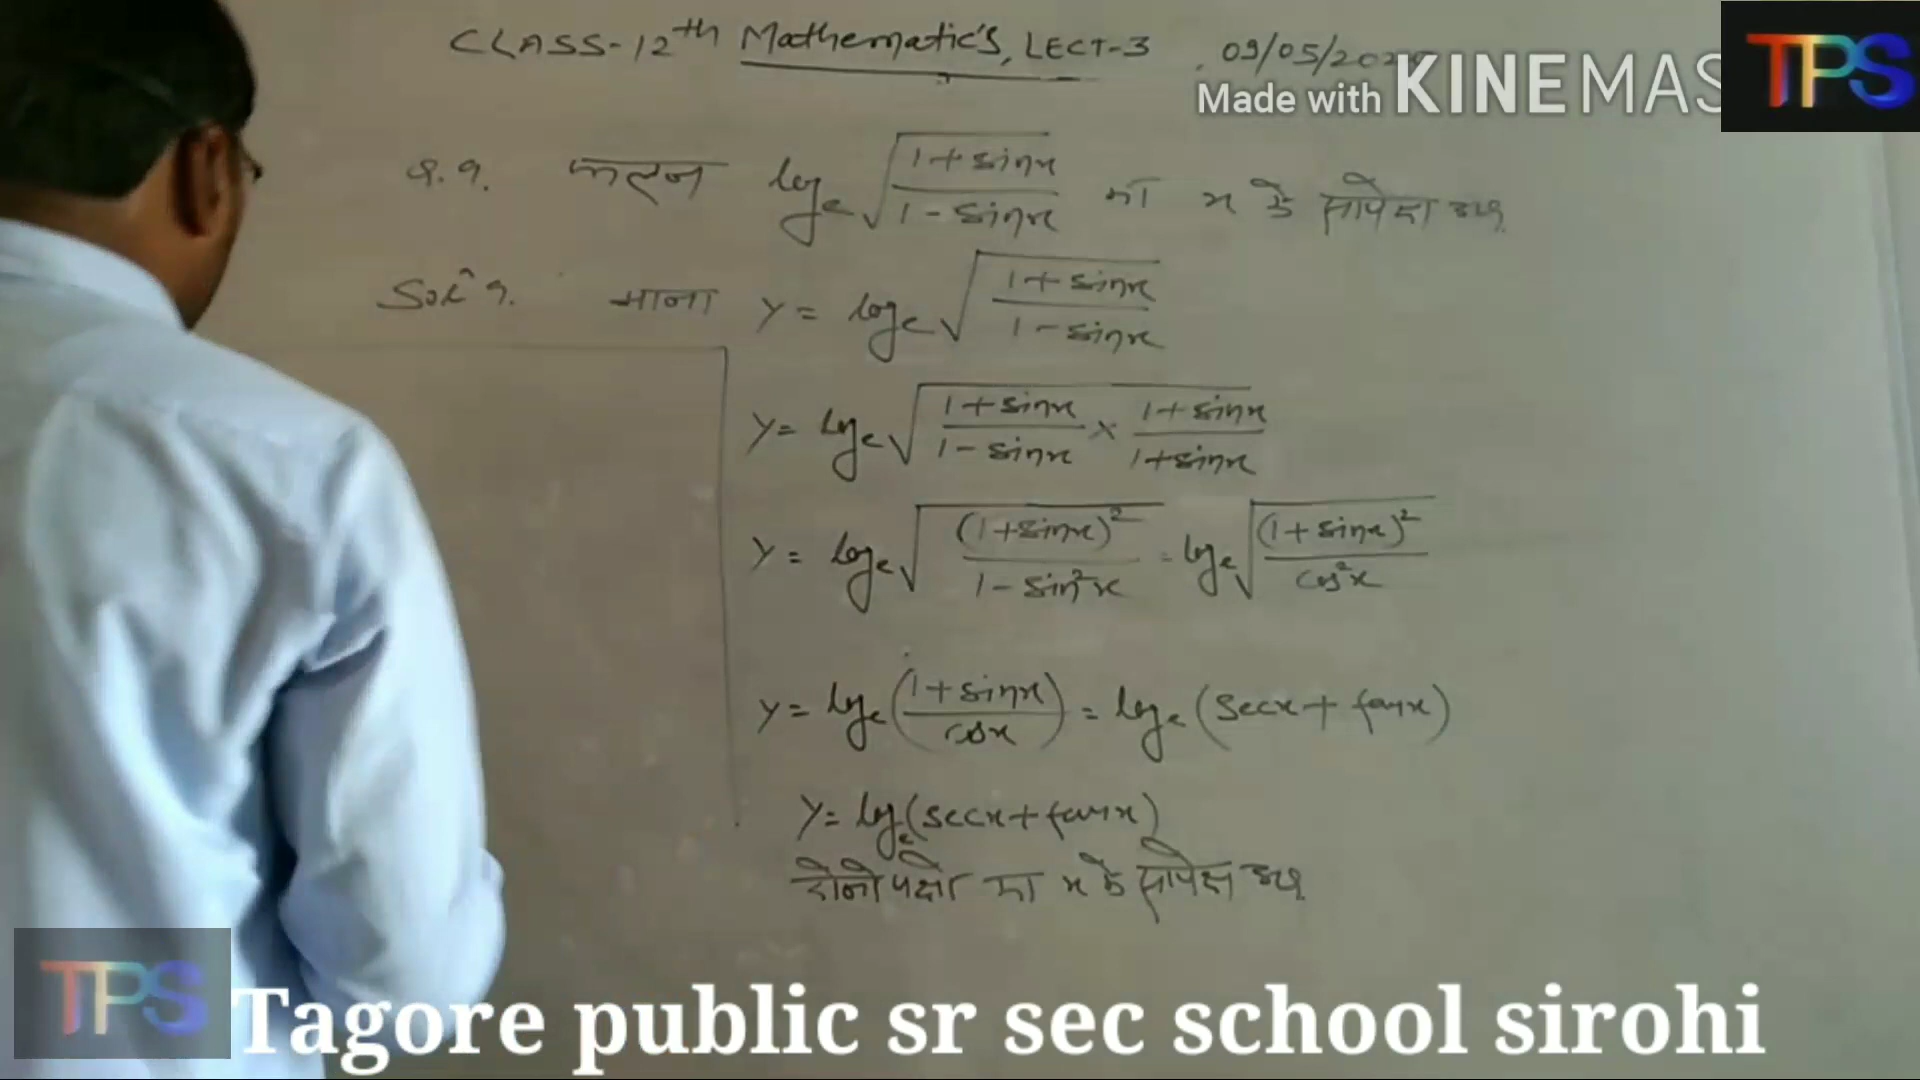 CLASS-12th Mathematic's, LECT-3, 09/05/202
Made with KINEMAS
TPS
Q.1. फलन logₑ√((1+sinx)/(1-sinx)) का x के सापेक्ष अव.
Solⁿ 1. माना y = logₑ√((1+sinx)/(1-sinx))
y = logₑ√((1+sinx)/(1-sinx) × (1+sinx)/(1+sinx))
y = logₑ√((1+sinx)²/(1-sin²x)) = logₑ√((1+sinx)²/cos²x)
y = logₑ((1+sinx)/cosx) = logₑ(secx+tanx)
y = logₑ(secx+tanx)
दोनो पक्षो का x के सापेक्ष अव.
TPS
Tagore public sr sec school sirohi